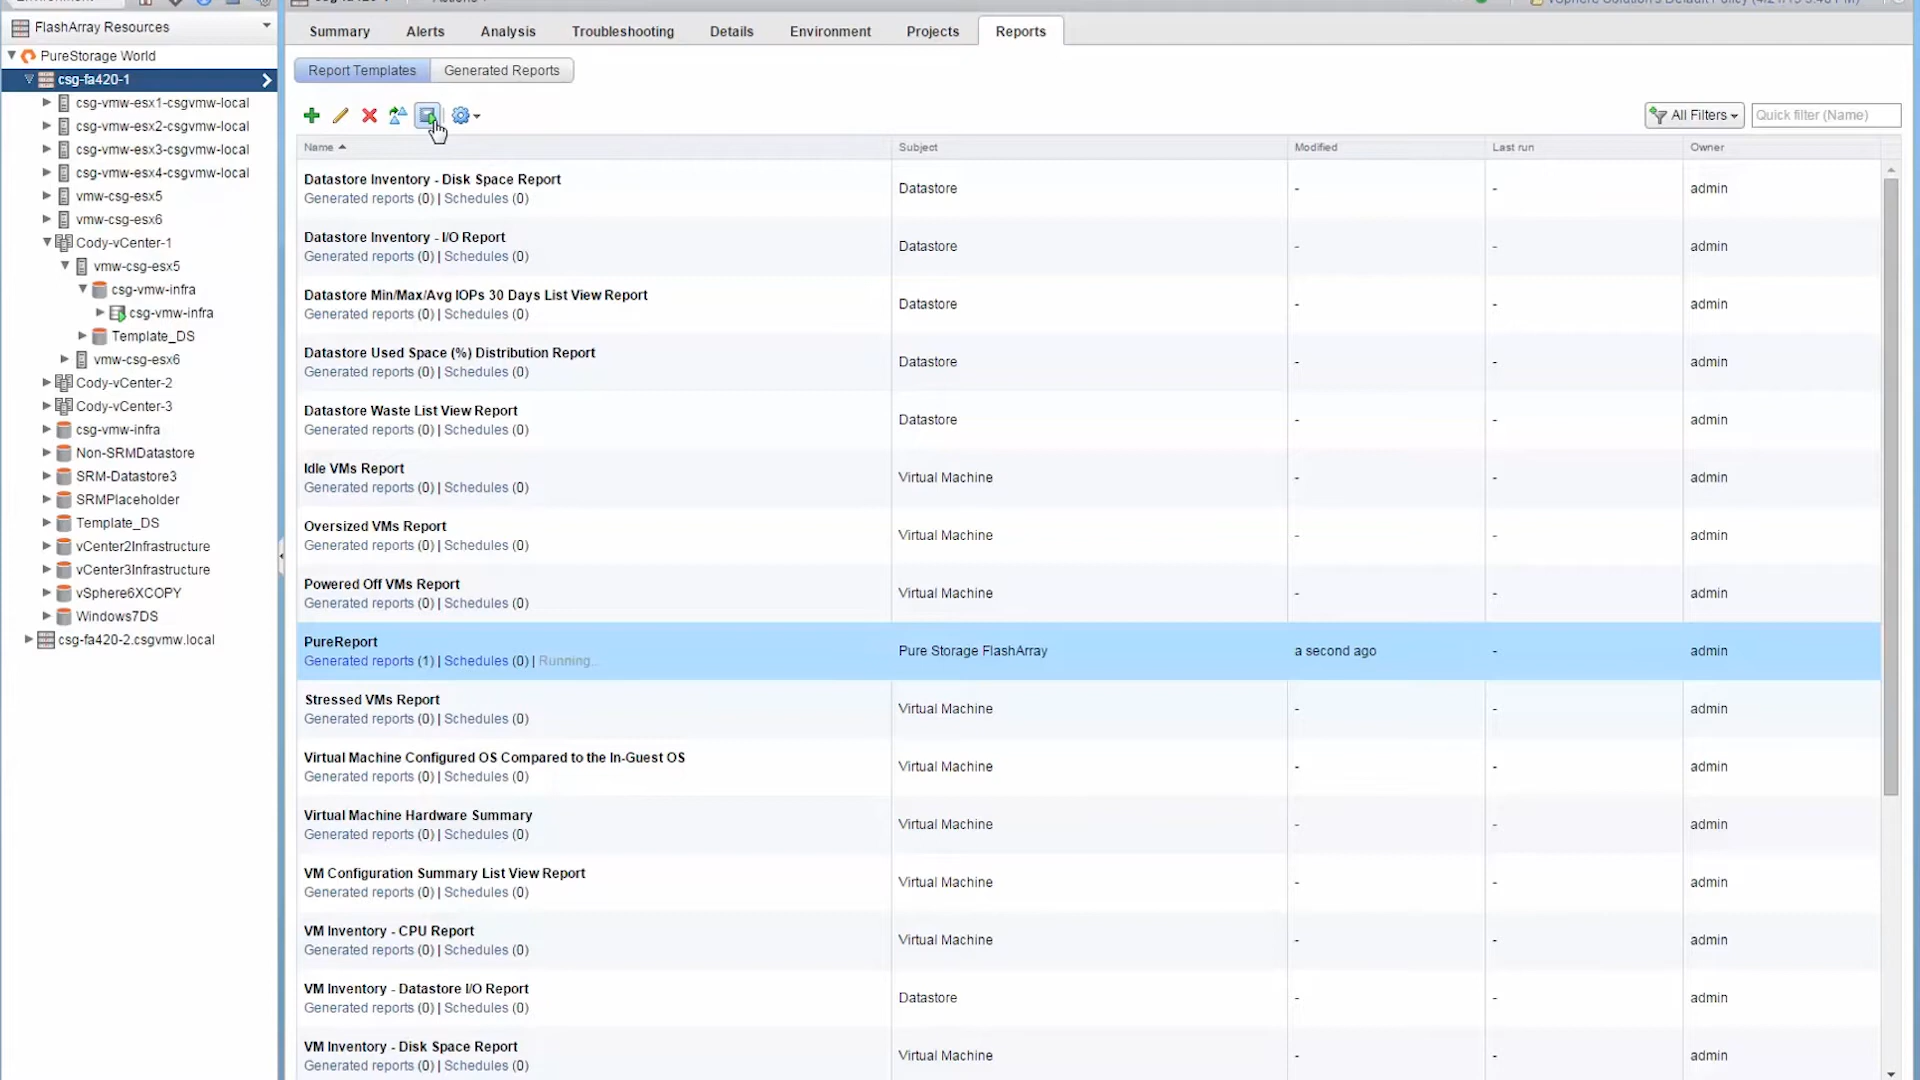 FlashArray Resources
PureStorage World
csg-fa420-1
csg-vmw-esx1-csgvmw-local
csg-vmw-esx2-csgvmw-local
csg-vmw-esx3-csgvmw-local
csg-vmw-esx4-csgvmw-local
vmw-csg-esx5
vmw-csg-esx6
Cody-vCenter-1
vmw-csg-esx5
csg-vmw-infra
csg-vmw-infra
Template_DS
vmw-csg-esx6
Cody-vCenter-2
Cody-vCenter-3
csg-vmw-infra
Non-SRMDatastore
SRM-Datastore3
SRMPlaceholder
Template_DS
vCenter2Infrastructure
vCenter3Infrastructure
vSphere6XCOPY
Windows7DS
csg-fa420-2.csgvmw.local
Summary Alerts Analysis Troubleshooting Details Environment Projects Reports
Report Templates Generated Reports
All Filters Quick filter (Name)
Name Subject Modified Last run Owner
Datastore Inventory - Disk Space Report
Generated reports (0) | Schedules (0)
Datastore - - admin
Datastore Inventory - I/O Report
Generated reports (0) | Schedules (0)
Datastore - - admin
Datastore Min/Max/Avg IOPs 30 Days List View Report
Generated reports (0) | Schedules (0)
Datastore - - admin
Datastore Used Space (%) Distribution Report
Generated reports (0) | Schedules (0)
Datastore - - admin
Datastore Waste List View Report
Generated reports (0) | Schedules (0)
Datastore - - admin
Idle VMs Report
Generated reports (0) | Schedules (0)
Virtual Machine - - admin
Oversized VMs Report
Generated reports (0) | Schedules (0)
Virtual Machine - - admin
Powered Off VMs Report
Generated reports (0) | Schedules (0)
Virtual Machine - - admin
PureReport
Generated reports (1) | Schedules (0) | Running...
Pure Storage FlashArray a second ago - admin
Stressed VMs Report
Generated reports (0) | Schedules (0)
Virtual Machine - - admin
Virtual Machine Configured OS Compared to the In-Guest OS
Generated reports (0) | Schedules (0)
Virtual Machine - - admin
Virtual Machine Hardware Summary
Generated reports (0) | Schedules (0)
Virtual Machine - - admin
VM Configuration Summary List View Report
Generated reports (0) | Schedules (0)
Virtual Machine - - admin
VM Inventory - CPU Report
Generated reports (0) | Schedules (0)
Virtual Machine - - admin
VM Inventory - Datastore I/O Report
Generated reports (0) | Schedules (0)
Datastore - - admin
VM Inventory - Disk Space Report
Generated reports (0) | Schedules (0)
Virtual Machine - - admin